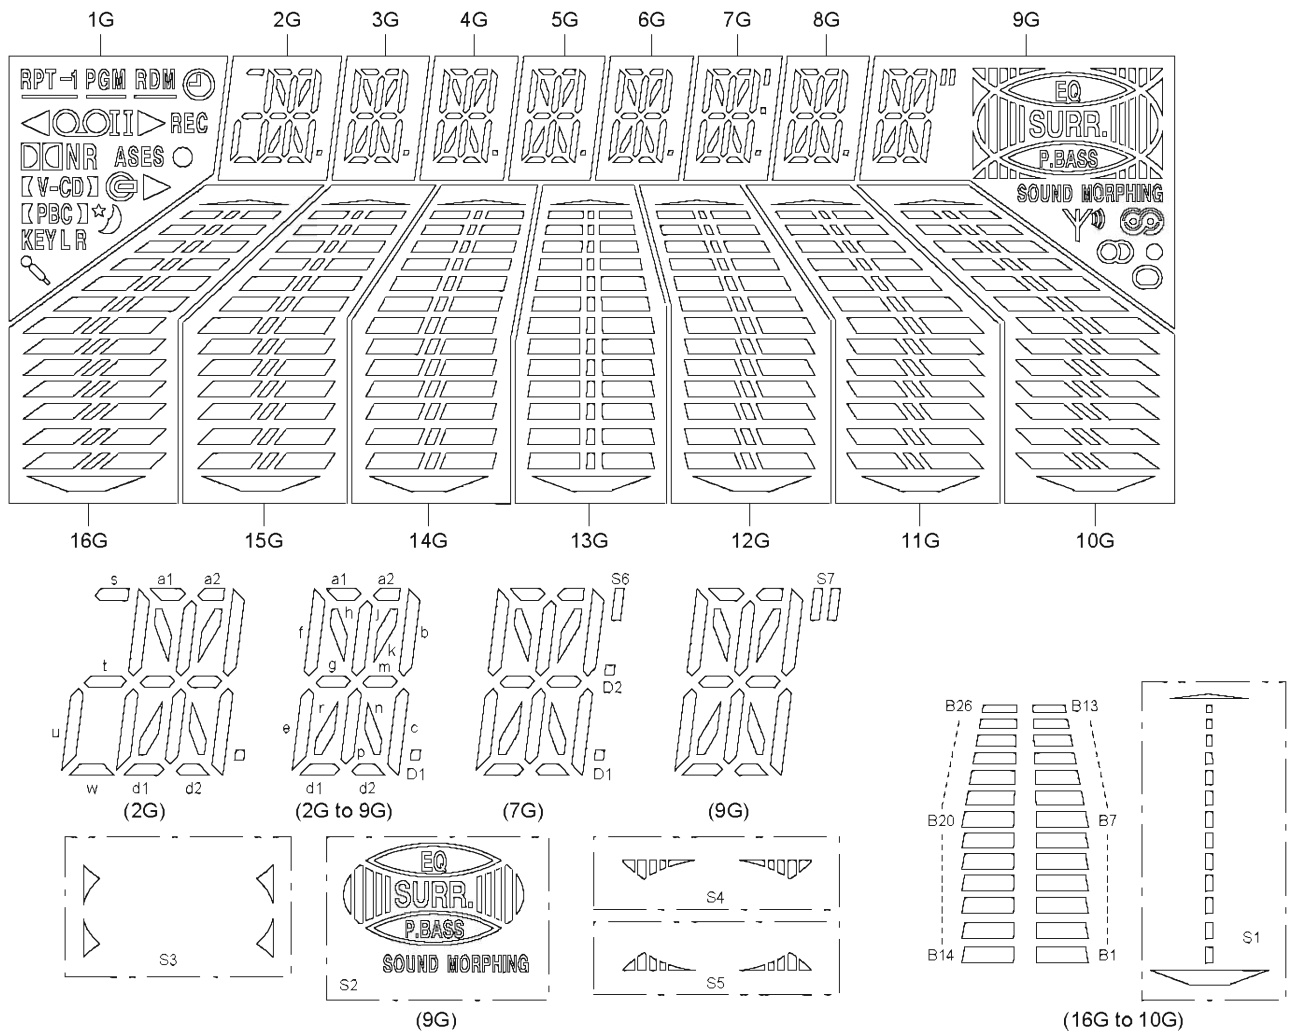 1G 2G 3G 4G 5G 6G 7G 8G 9G
RPT -1 PGM RDM
REC
NR ASES
V-CD
PBC
KEY L R
EQ
SURR.
P.BASS
SOUND MORPHING
16G 15G 14G 13G 12G 11G 10G
s a1 a2
t
u
w d1 d2
(2G)
a1 a2
f h j b
k
g m
e r n c
p D1
d1 d2
(2G to 9G)
S6
D2
D1
(7G)
S7
(9G)
S3
EQ
SURR.
P.BASS
SOUND MORPHING
S2
(9G)
S4
S5
B26 B13
B20 B7
B14 B1
S1
(16G to 10G)